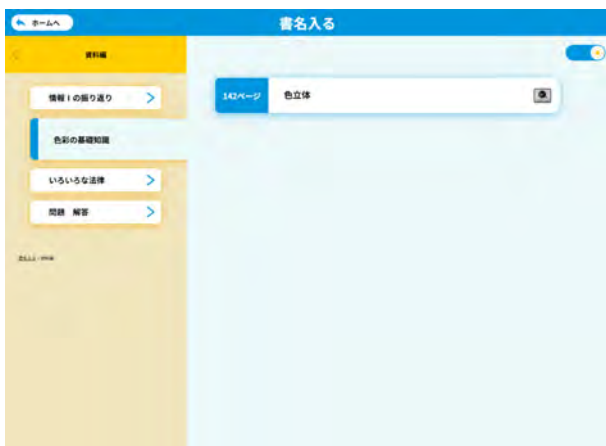 ホームへ
書名入る
資料編
情報Ⅰの振り返り
色彩の基礎知識
いろいろな法律
問題 解答
142ページ
色立体